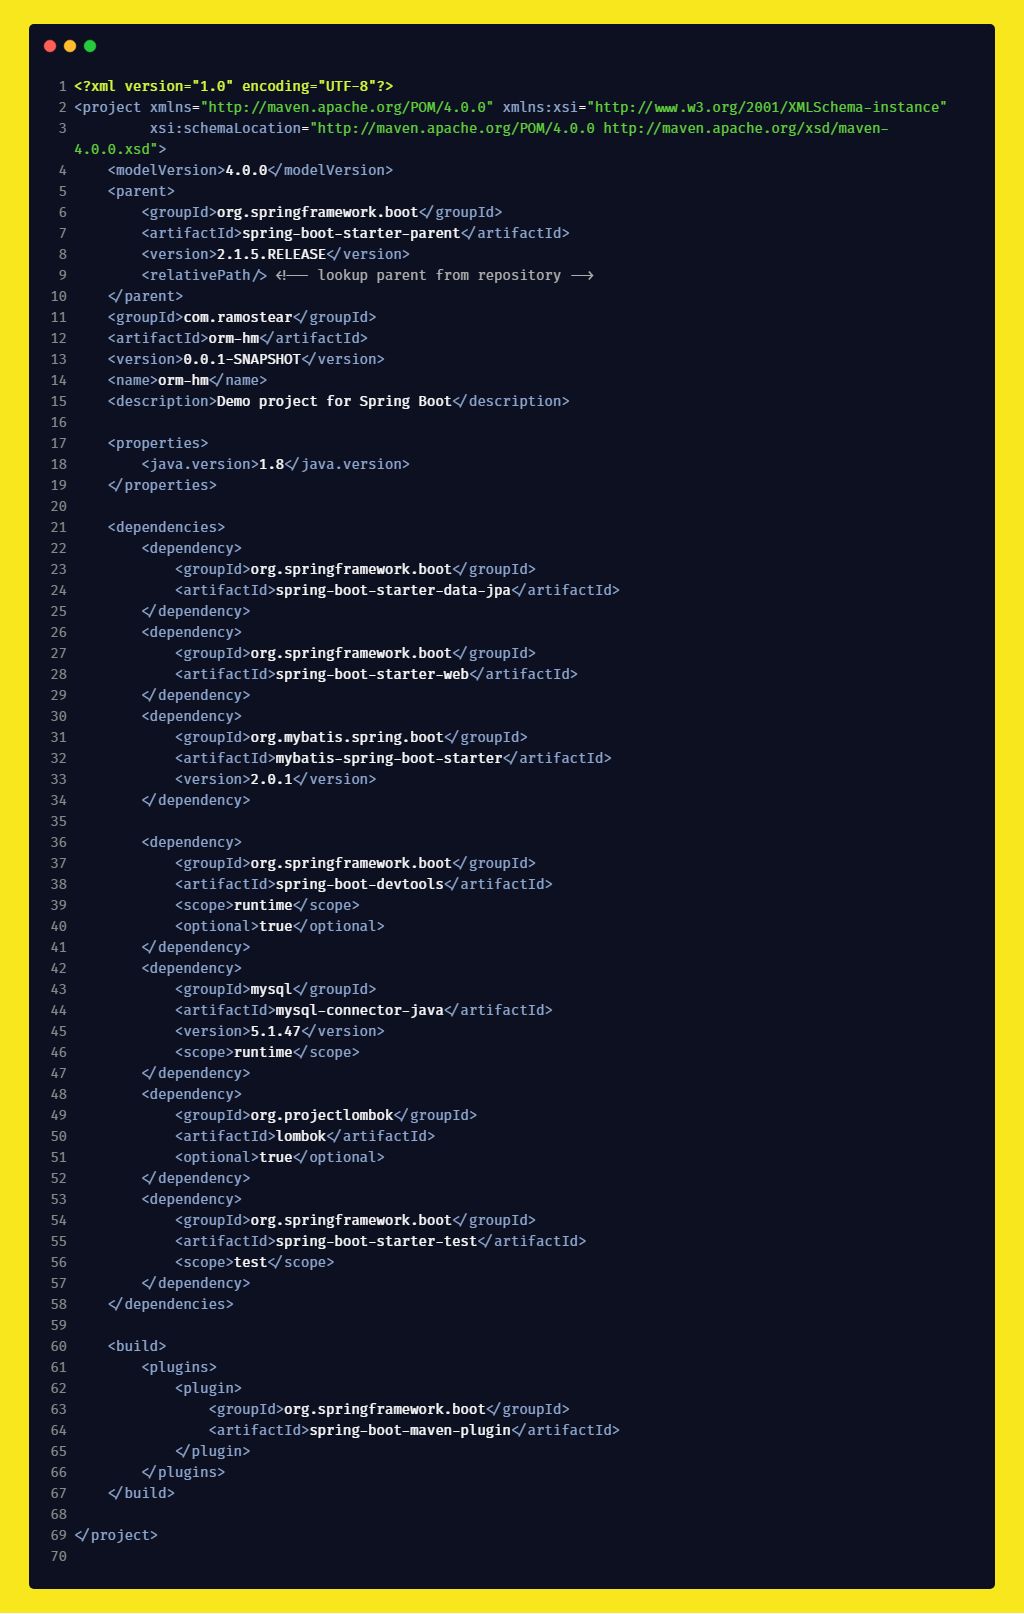 1 <?xml version="1.0" encoding="UTF-8"?>
2 <project xmlns="http://maven.apache.org/POM/4.0.0" xmlns:xsi="http://www.w3.org/2001/XMLSchema-instance"
3          xsi:schemaLocation="http://maven.apache.org/POM/4.0.0 http://maven.apache.org/xsd/maven-
4.0.0.xsd">
4     <modelVersion>4.0.0</modelVersion>
5     <parent>
6         <groupId>org.springframework.boot</groupId>
7         <artifactId>spring-boot-starter-parent</artifactId>
8         <version>2.1.5.RELEASE</version>
9         <relativePath/> <!-- lookup parent from repository -->
10     </parent>
11     <groupId>com.ramostear</groupId>
12     <artifactId>orm-hm</artifactId>
13     <version>0.0.1-SNAPSHOT</version>
14     <name>orm-hm</name>
15     <description>Demo project for Spring Boot</description>
16
17     <properties>
18         <java.version>1.8</java.version>
19     </properties>
20
21     <dependencies>
22         <dependency>
23             <groupId>org.springframework.boot</groupId>
24             <artifactId>spring-boot-starter-data-jpa</artifactId>
25         </dependency>
26         <dependency>
27             <groupId>org.springframework.boot</groupId>
28             <artifactId>spring-boot-starter-web</artifactId>
29         </dependency>
30         <dependency>
31             <groupId>org.mybatis.spring.boot</groupId>
32             <artifactId>mybatis-spring-boot-starter</artifactId>
33             <version>2.0.1</version>
34         </dependency>
35
36         <dependency>
37             <groupId>org.springframework.boot</groupId>
38             <artifactId>spring-boot-devtools</artifactId>
39             <scope>runtime</scope>
40             <optional>true</optional>
41         </dependency>
42         <dependency>
43             <groupId>mysql</groupId>
44             <artifactId>mysql-connector-java</artifactId>
45             <version>5.1.47</version>
46             <scope>runtime</scope>
47         </dependency>
48         <dependency>
49             <groupId>org.projectlombok</groupId>
50             <artifactId>lombok</artifactId>
51             <optional>true</optional>
52         </dependency>
53         <dependency>
54             <groupId>org.springframework.boot</groupId>
55             <artifactId>spring-boot-starter-test</artifactId>
56             <scope>test</scope>
57         </dependency>
58     </dependencies>
59
60     <build>
61         <plugins>
62             <plugin>
63                 <groupId>org.springframework.boot</groupId>
64                 <artifactId>spring-boot-maven-plugin</artifactId>
65             </plugin>
66         </plugins>
67     </build>
68
69 </project>
70